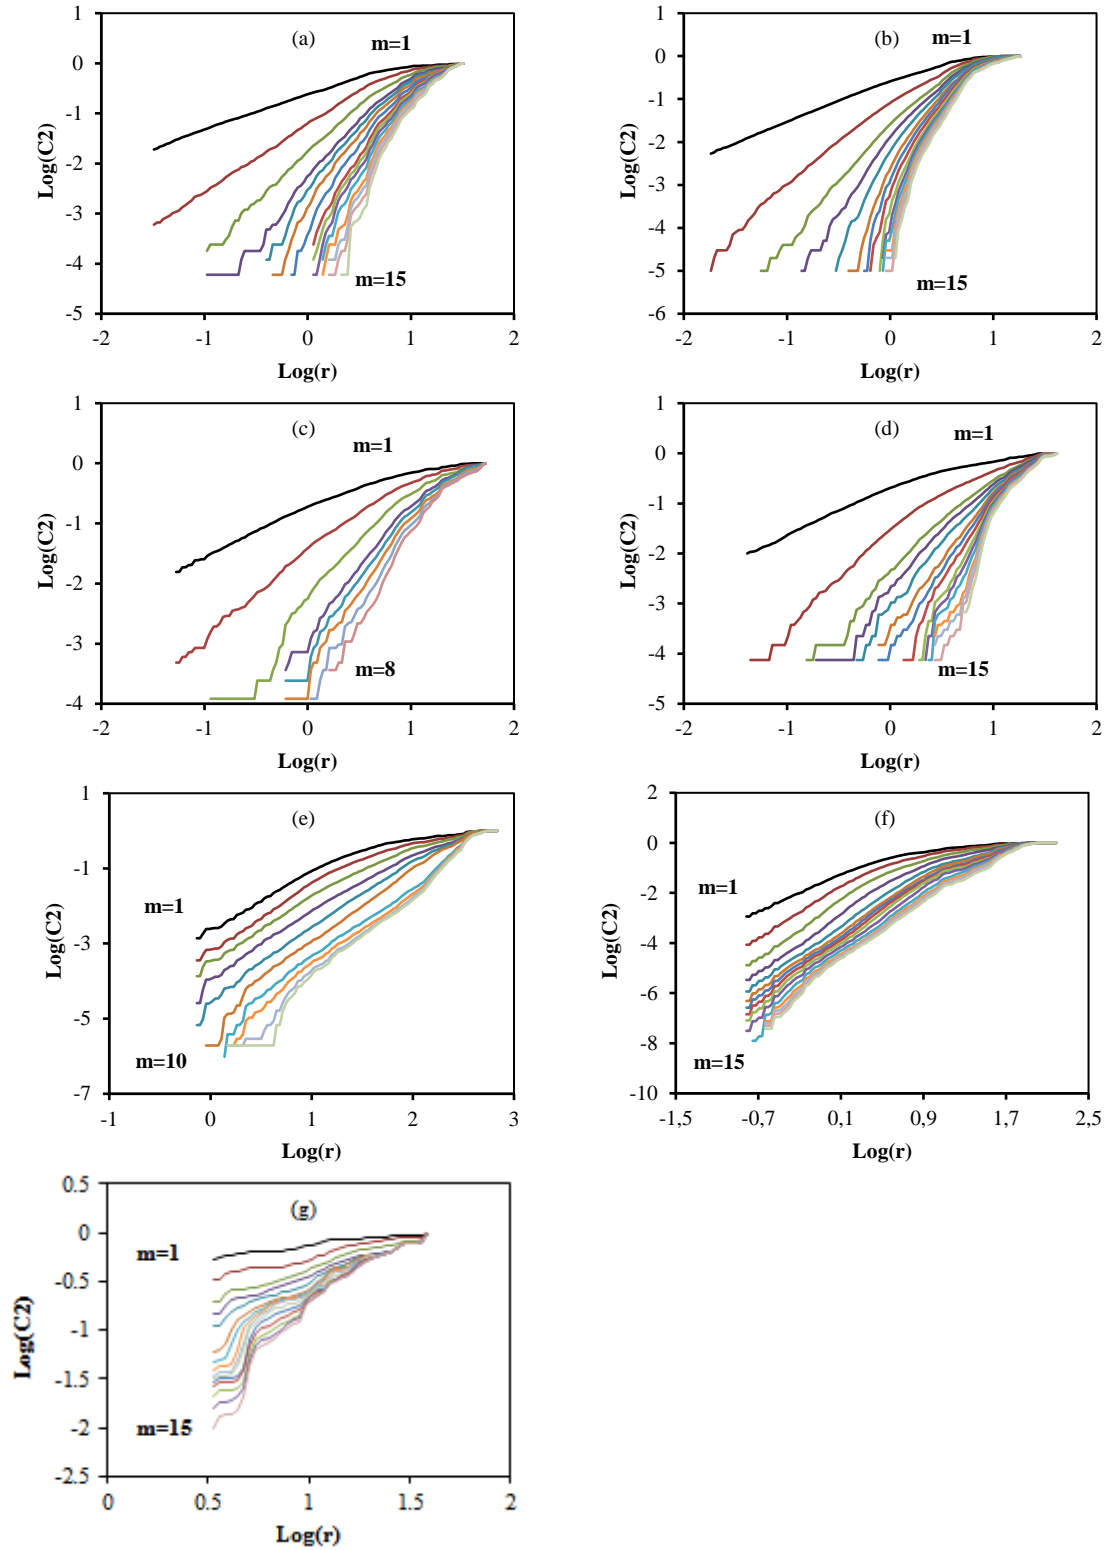 1
0
-1
-2
-3
-4
-5
-2
-1
0
1
2
Log(C2)
Log(r)
(a)
m=1
m=15
1
0
-1
-2
-3
-4
-5
-6
-2
-1
0
1
2
Log(C2)
Log(r)
(b)
m=1
m=15
1
0
-1
-2
-3
-4
-2
-1
0
1
2
Log(C2)
Log(r)
(c)
m=1
m=8
1
0
-1
-2
-3
-4
-5
-2
-1
0
1
2
Log(C2)
Log(r)
(d)
m=1
m=15
1
-1
-3
-5
-7
-1
0
1
2
3
Log(C2)
Log(r)
(e)
m=1
m=10
2
0
-2
-4
-6
-8
-10
-1,5
-0,7
0,1
0,9
1,7
2,5
Log(C2)
Log(r)
(f)
m=1
m=15
0.5
0
-0.5
-1
-1.5
-2
-2.5
0
0.5
1
1.5
2
Log(C2)
Log(r)
(g)
m=1
m=15